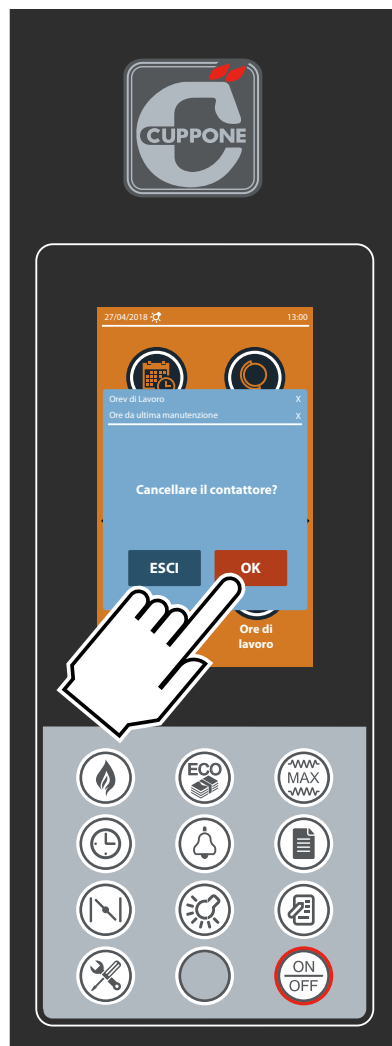 CUPPONE
27/04/2018 13:00
Orev di Lavoro X
Ore da ultima manutenzione X
Cancellare il contattore?
ESCI OK
Ore di
lavoro
ECO
MAX
ON
OFF